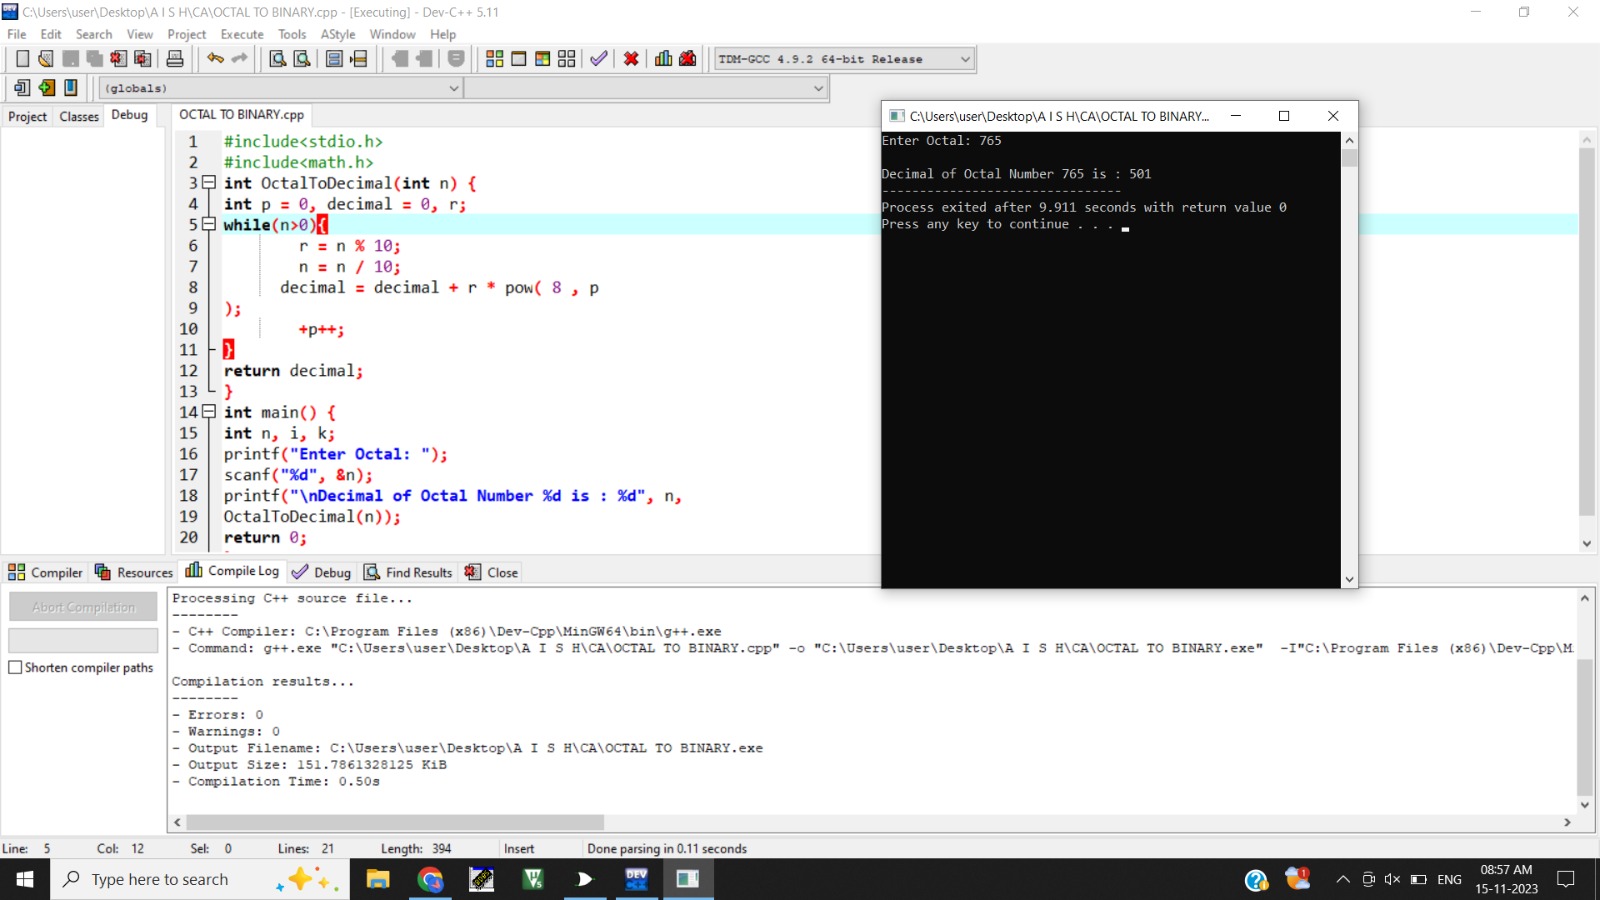 C:\Users\user\Desktop\A I S H\CA\OCTAL TO BINARY.cpp - [Executing] - Dev-C++ 5.11
File Edit Search View Project Execute Tools AStyle Window Help
TDM-GCC 4.9.2 64-bit Release
(globals)
Project Classes Debug
OCTAL TO BINARY.cpp
1 #include<stdio.h>
2 #include<math.h>
3 int OctalToDecimal(int n) {
4 int p = 0, decimal = 0, r;
5 while(n>0){
6 r = n % 10;
7 n = n / 10;
8 decimal = decimal + r * pow( 8 , p
9 );
10 +p++;
11 }
12 return decimal;
13 }
14 int main() {
15 int n, i, k;
16 printf("Enter Octal: ");
17 scanf("%d", &n);
18 printf("\nDecimal of Octal Number %d is : %d", n,
19 OctalToDecimal(n));
20 return 0;
C:\Users\user\Desktop\A I S H\CA\OCTAL TO BINARY...
Enter Octal: 765
Decimal of Octal Number 765 is : 501
--------------------------------
Process exited after 9.911 seconds with return value 0
Press any key to continue . . .
Compiler Resources Compile Log Debug Find Results Close
Abort Compilation
Shorten compiler paths
Processing C++ source file...
--------
- C++ Compiler: C:\Program Files (x86)\Dev-Cpp\MinGW64\bin\g++.exe
- Command: g++.exe "C:\Users\user\Desktop\A I S H\CA\OCTAL TO BINARY.cpp" -o "C:\Users\user\Desktop\A I S H\CA\OCTAL TO BINARY.exe" -I"C:\Program Files (x86)\Dev-Cpp\M
Compilation results...
--------
- Errors: 0
- Warnings: 0
- Output Filename: C:\Users\user\Desktop\A I S H\CA\OCTAL TO BINARY.exe
- Output Size: 151.7861328125 KiB
- Compilation Time: 0.50s
Line: 5 Col: 12 Sel: 0 Lines: 21 Length: 394 Insert Done parsing in 0.11 seconds
Type here to search
DEV
ENG
08:57 AM
15-11-2023